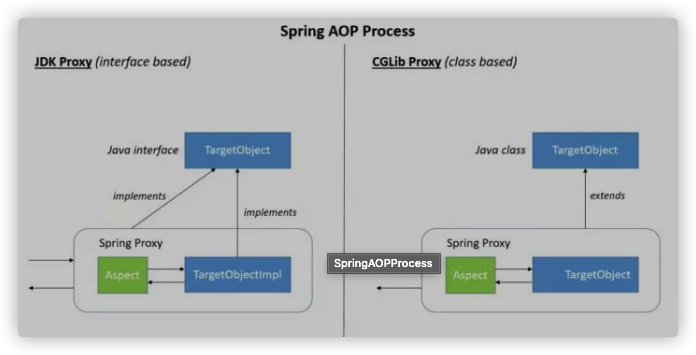 Spring AOP Process
JDK Proxy (interface based)
Java interface
TargetObject
implements
implements
Spring Proxy
Aspect
TargetObjectImpl
CGLib Proxy (class based)
Java class
TargetObject
extends
Spring Proxy
SpringAOPProcess
Aspect
TargetObject